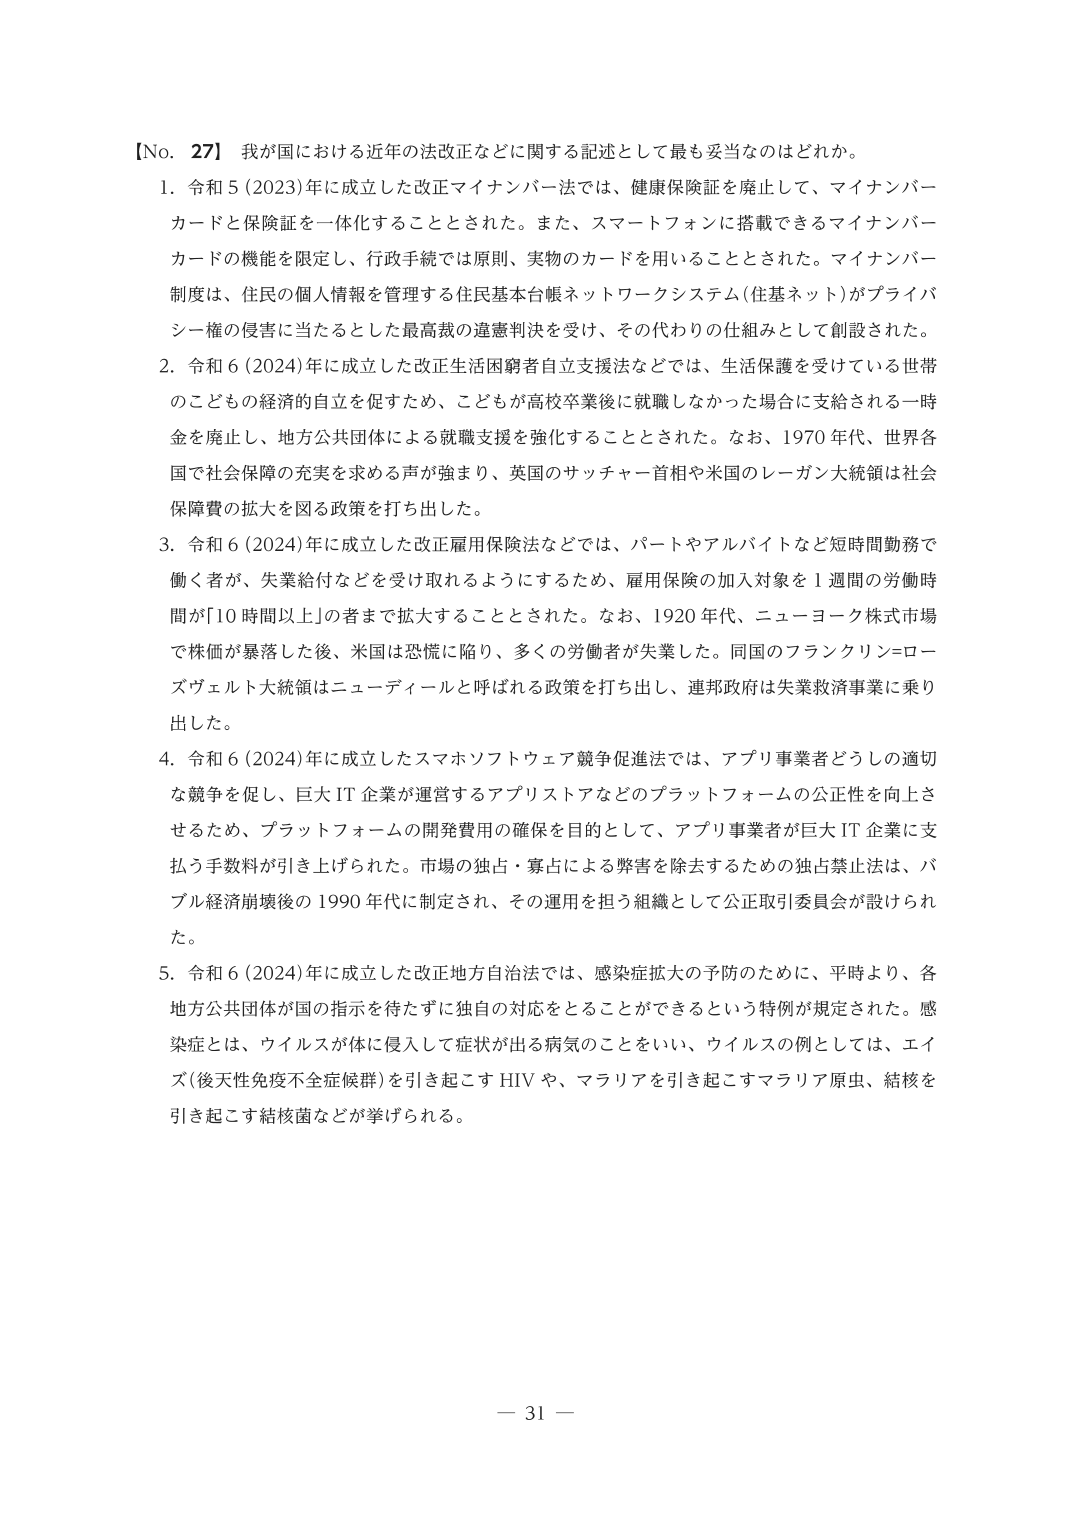 【No. 27】 我が国における近年の法改正などに関する記述として最も妥当なのはどれか。
1. 令和5(2023)年に成立した改正マイナンバー法では、健康保険証を廃止して、マイナンバー
カードと保険証を一体化することとされた。また、スマートフォンに搭載できるマイナンバー
カードの機能を限定し、行政手続では原則、実物のカードを用いることとされた。マイナンバー
制度は、住民の個人情報を管理する住民基本台帳ネットワークシステム(住基ネット)がプライバ
シー権の侵害に当たるとした最高裁の違憲判決を受け、その代わりの仕組みとして創設された。
2. 令和6(2024)年に成立した改正生活困窮者自立支援法などでは、生活保護を受けている世帯
のこどもの経済的自立を促すため、こどもが高校卒業後に就職しなかった場合に支給される一時
金を廃止し、地方公共団体による就職支援を強化することとされた。なお、1970年代、世界各
国で社会保障の充実を求める声が強まり、英国のサッチャー首相や米国のレーガン大統領は社会
保障費の拡大を図る政策を打ち出した。
3. 令和6(2024)年に成立した改正雇用保険法などでは、パートやアルバイトなど短時間勤務で
働く者が、失業給付などを受け取れるようにするため、雇用保険の加入対象を1週間の労働時
間が「10時間以上」の者まで拡大することとされた。なお、1920年代、ニューヨーク株式市場
で株価が暴落した後、米国は恐慌に陥り、多くの労働者が失業した。同国のフランクリン=ロー
ズヴェルト大統領はニューディールと呼ばれる政策を打ち出し、連邦政府は失業救済事業に乗り
出した。
4. 令和6(2024)年に成立したスマホソフトウェア競争促進法では、アプリ事業者どうしの適切
な競争を促し、巨大IT企業が運営するアプリストアなどのプラットフォームの公正性を向上さ
せるため、プラットフォームの開発費用の確保を目的として、アプリ事業者が巨大IT企業に支
払う手数料が引き上げられた。市場の独占・寡占による弊害を除去するための独占禁止法は、バ
ブル経済崩壊後の1990年代に制定され、その運用を担う組織として公正取引委員会が設けられ
た。
5. 令和6(2024)年に成立した改正地方自治法では、感染症拡大の予防のために、平時より、各
地方公共団体が国の指示を待たずに独自の対応をとることができるという特例が規定された。感
染症とは、ウイルスが体に侵入して症状が出る病気のことをいい、ウイルスの例としては、エイ
ズ(後天性免疫不全症候群)を引き起こすHIVや、マラリアを引き起こすマラリア原虫、結核を
引き起こす結核菌などが挙げられる。
— 31 —